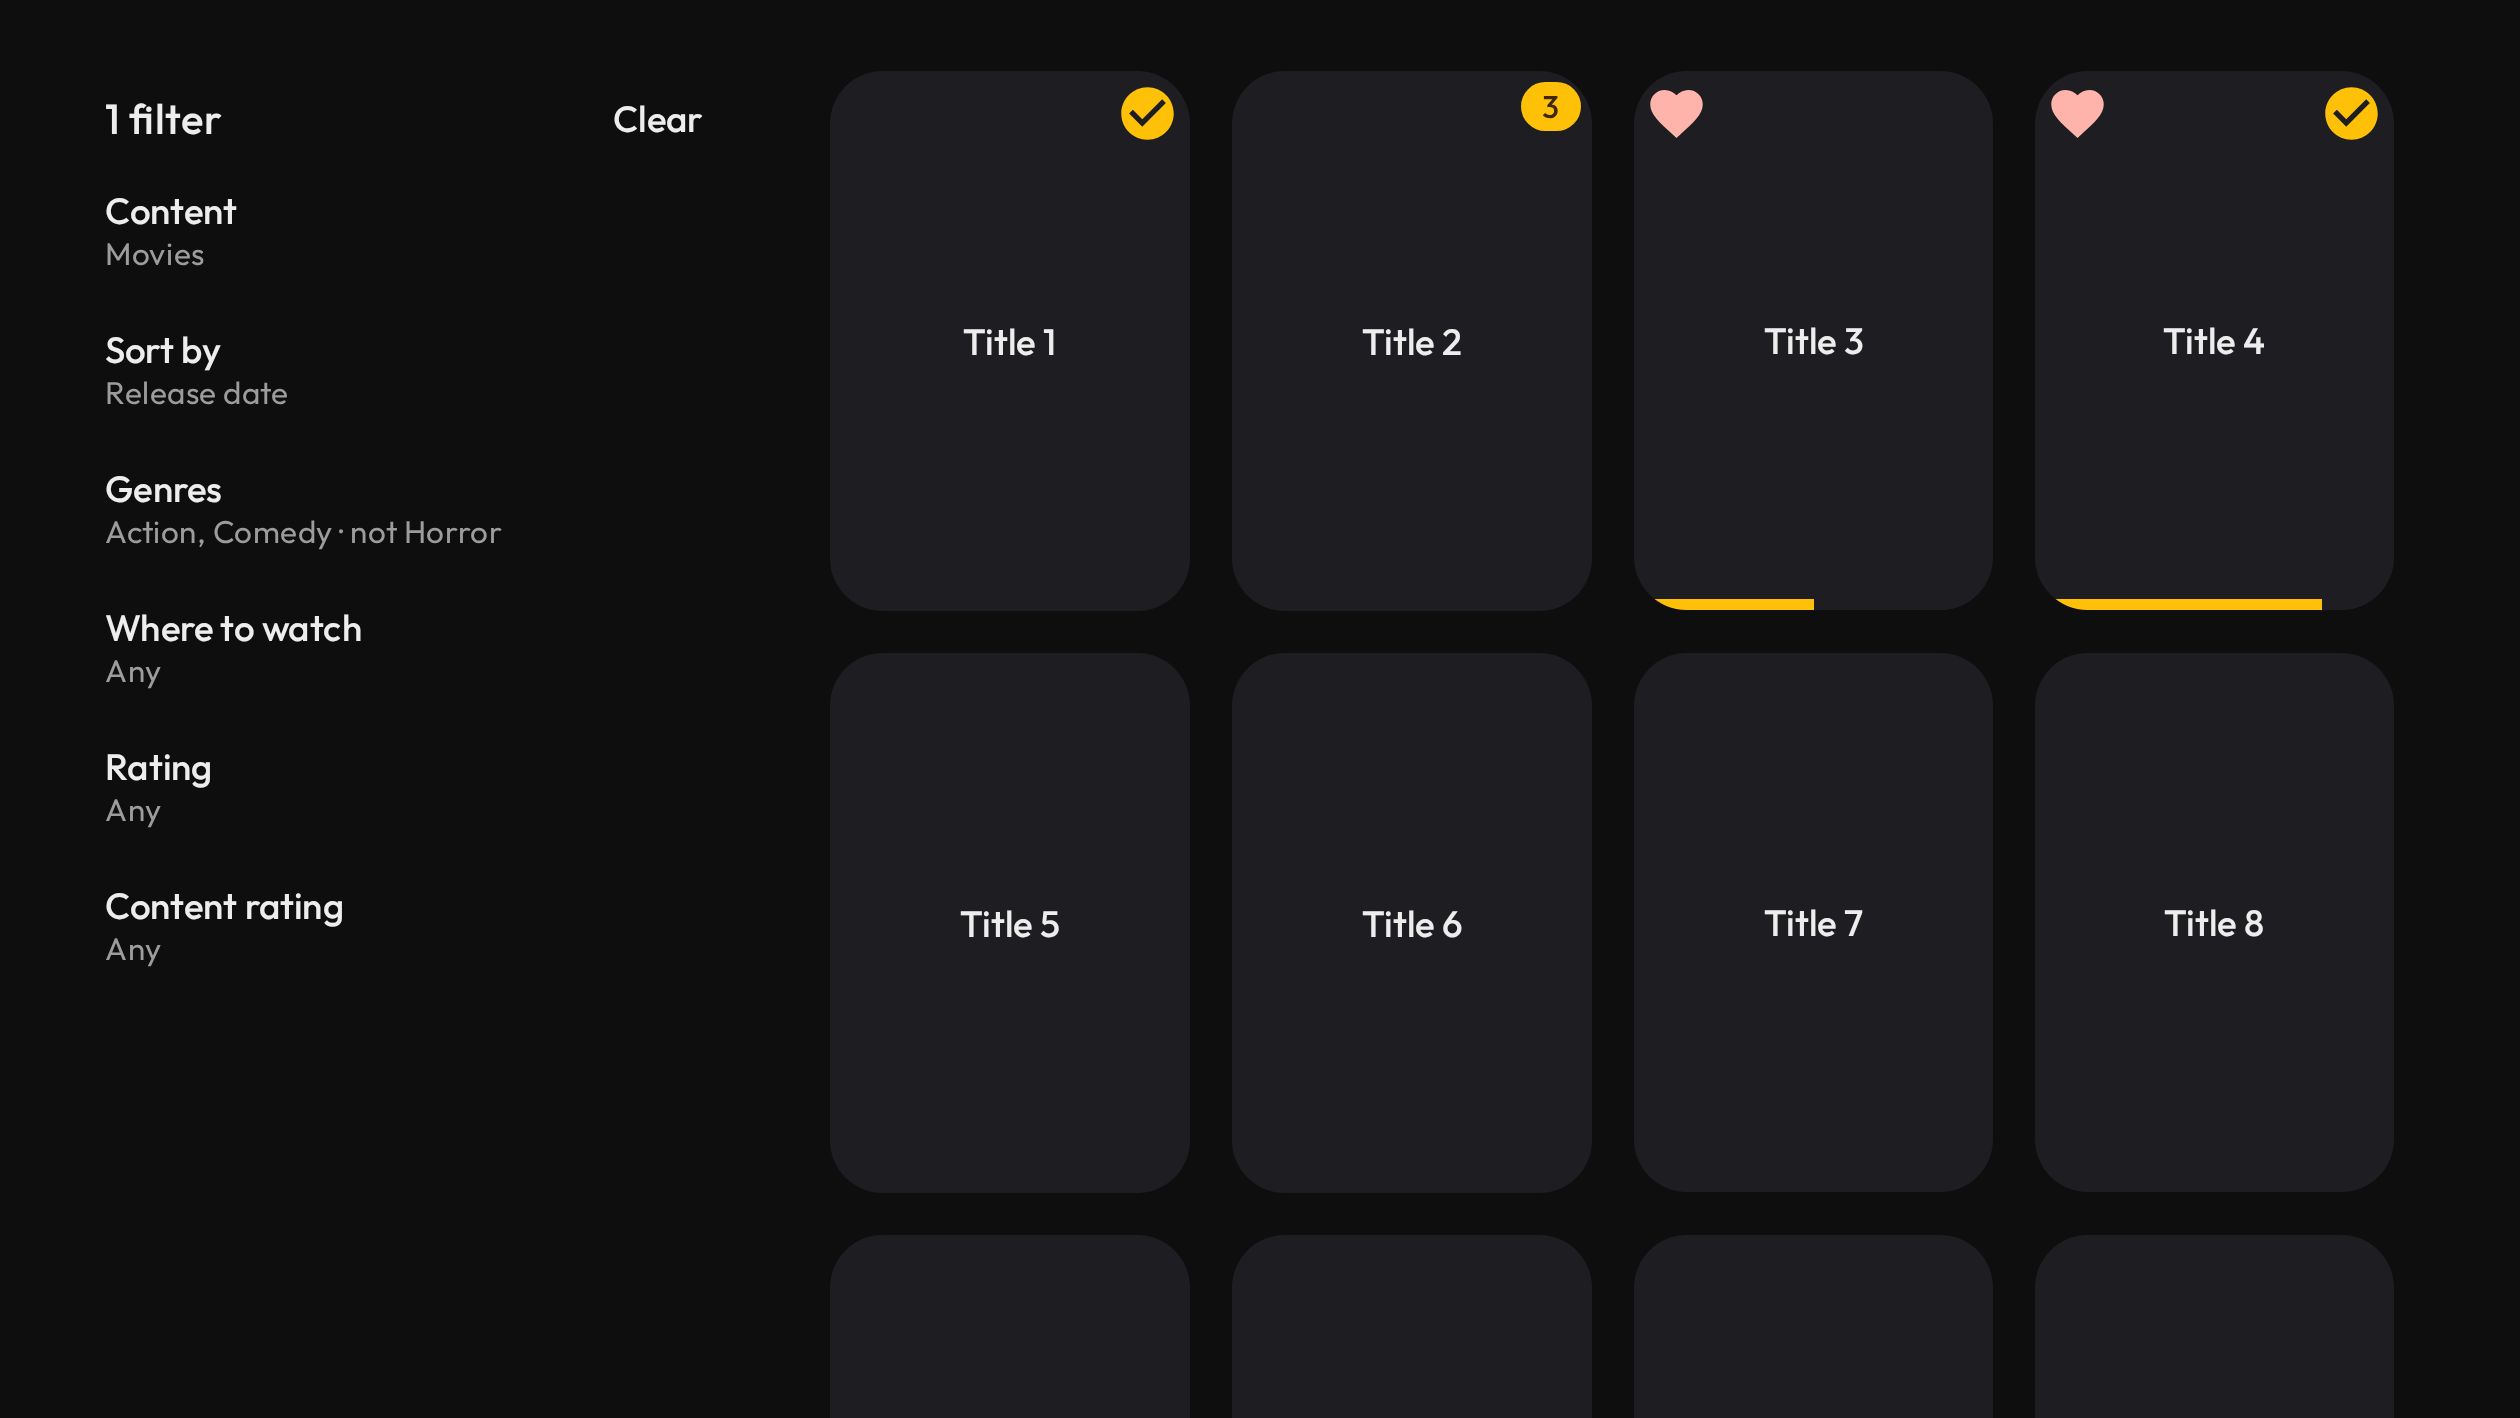 1 filter
Clear
Content
Movies
Sort by
Release date
Genres
Action, Comedy · not Horror
Where to watch
Any
Rating
Any
Content rating
Any
3
Title 1
Title 2
Title 3
Title 4
Title 5
Title 6
Title 7
Title 8